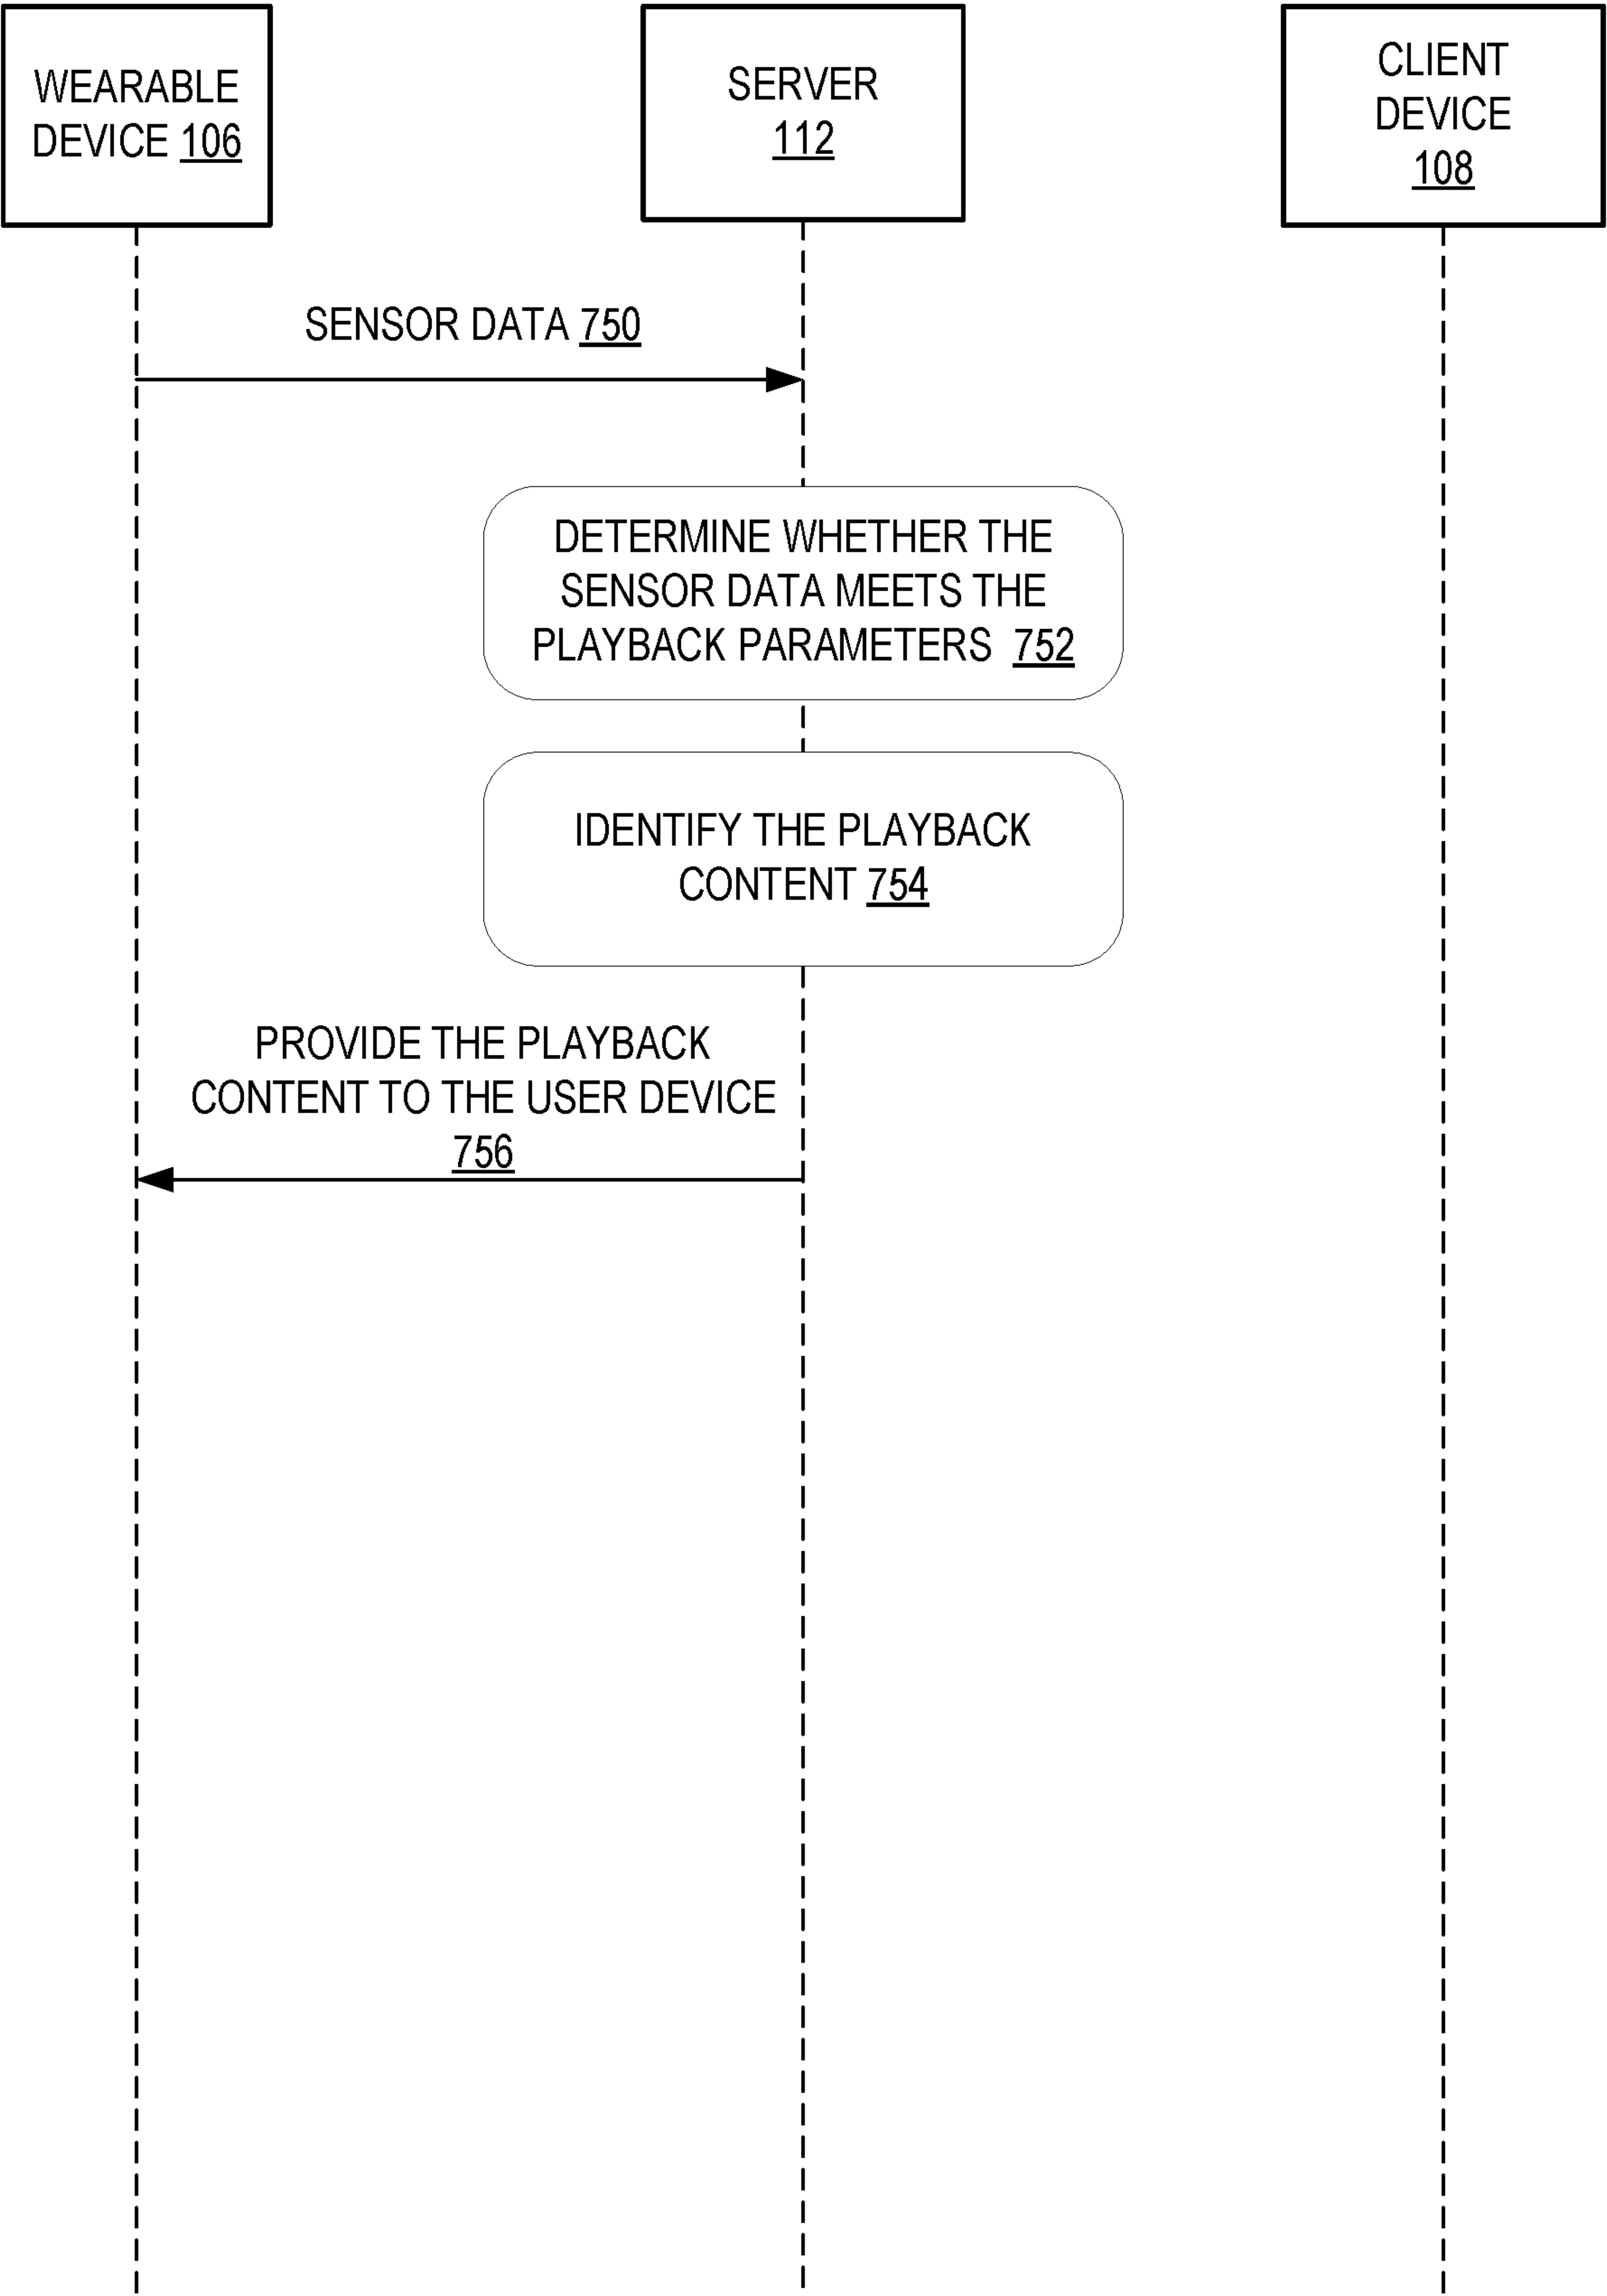 WEARABLE
DEVICE 106
SERVER
112
CLIENT
DEVICE
108
SENSOR DATA 750
DETERMINE WHETHER THE
SENSOR DATA MEETS THE
PLAYBACK PARAMETERS 752
IDENTIFY THE PLAYBACK
CONTENT 754
PROVIDE THE PLAYBACK
CONTENT TO THE USER DEVICE
756